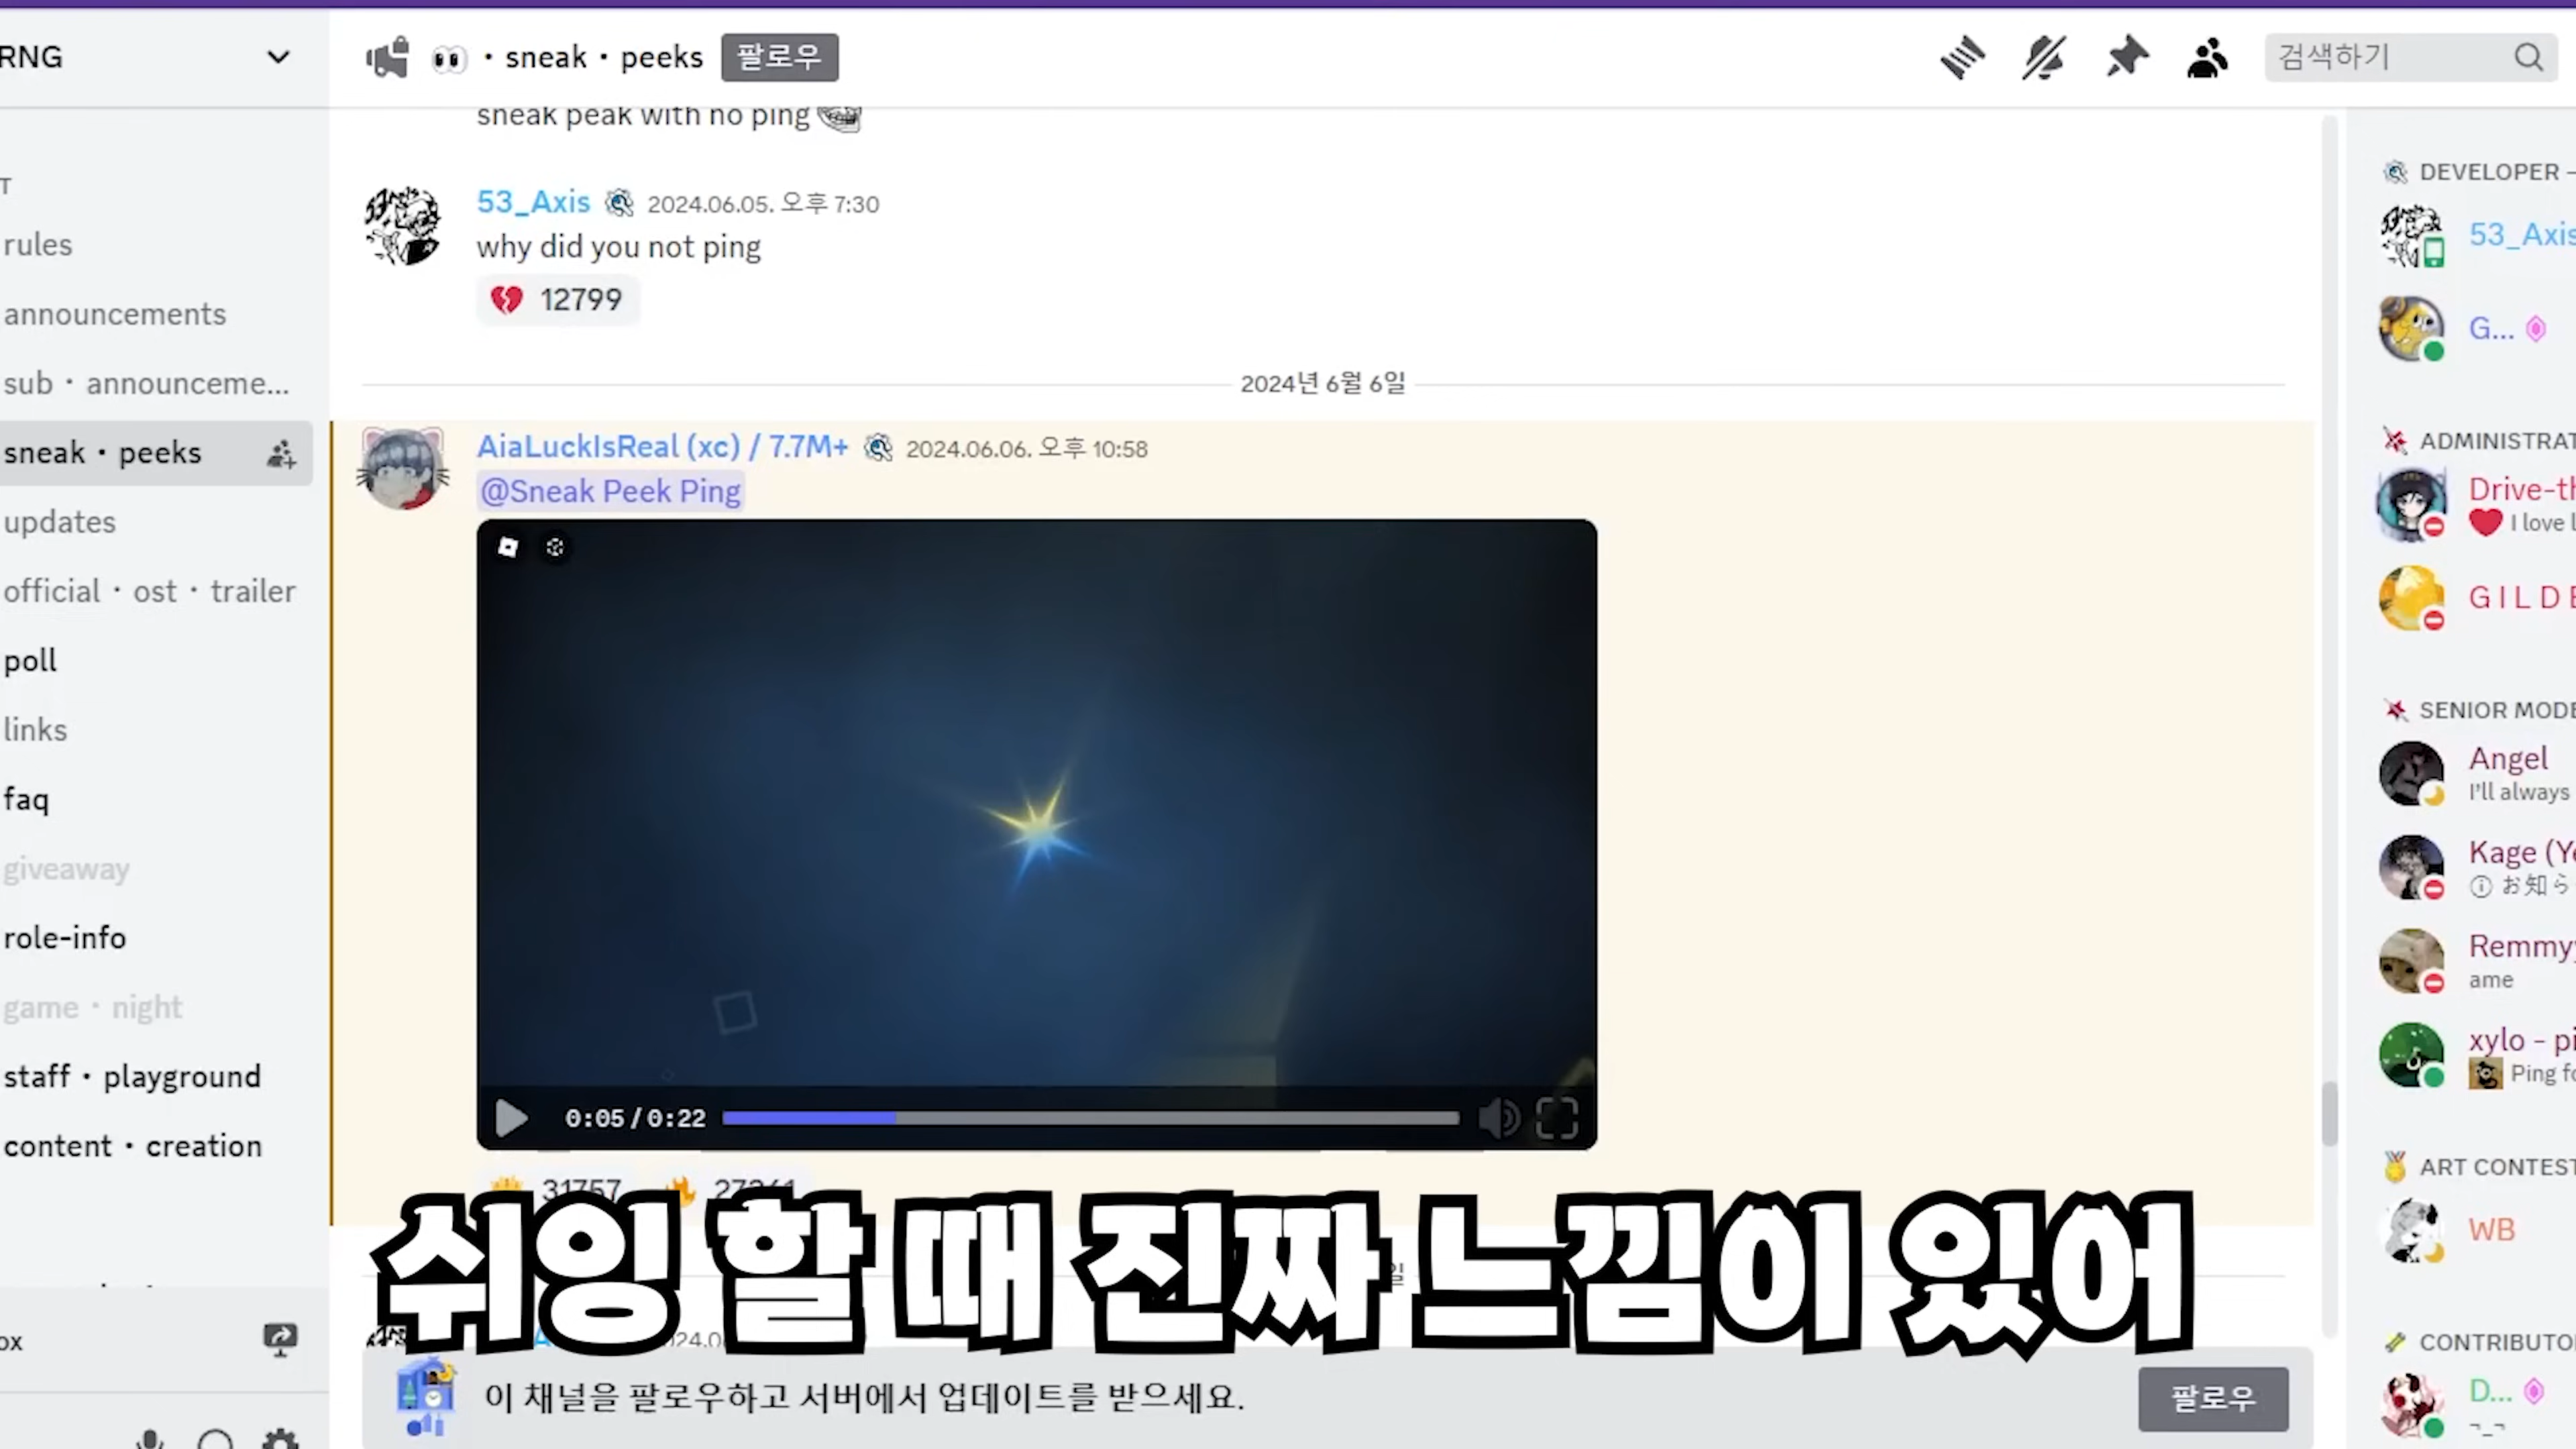 RNG
• sneak • peeks 팔로우
검색하기
sneak peak with no ping
rules
announcements
sub • announceme...
sneak • peeks
updates
official • ost • trailer
poll
links
faq
giveaway
role-info
game • night
staff • playground
content • creation
53_Axis 2024.06.05. 오후 7:30
why did you not ping
12799
2024년 6월 6일
AiaLuckIsReal (xc) / 7.7M+ 2024.06.06. 오후 10:58
@Sneak Peek Ping
0:05 / 0:22
31757 27361
쉬잉 할 때 진짜 느낌이 있어
이 채널을 팔로우하고 서버에서 업데이트를 받으세요.
팔로우
DEVELOPER –
53_Axis
G...
ADMINISTRAT
Drive-th
I love l
GILDE
SENIOR MODE
Angel
I'll always
Kage (Ye
お知ら
Remmy
ame
xylo - pi
Ping fo
ART CONTEST
WB
CONTRIBUTO
D...
¬_¬